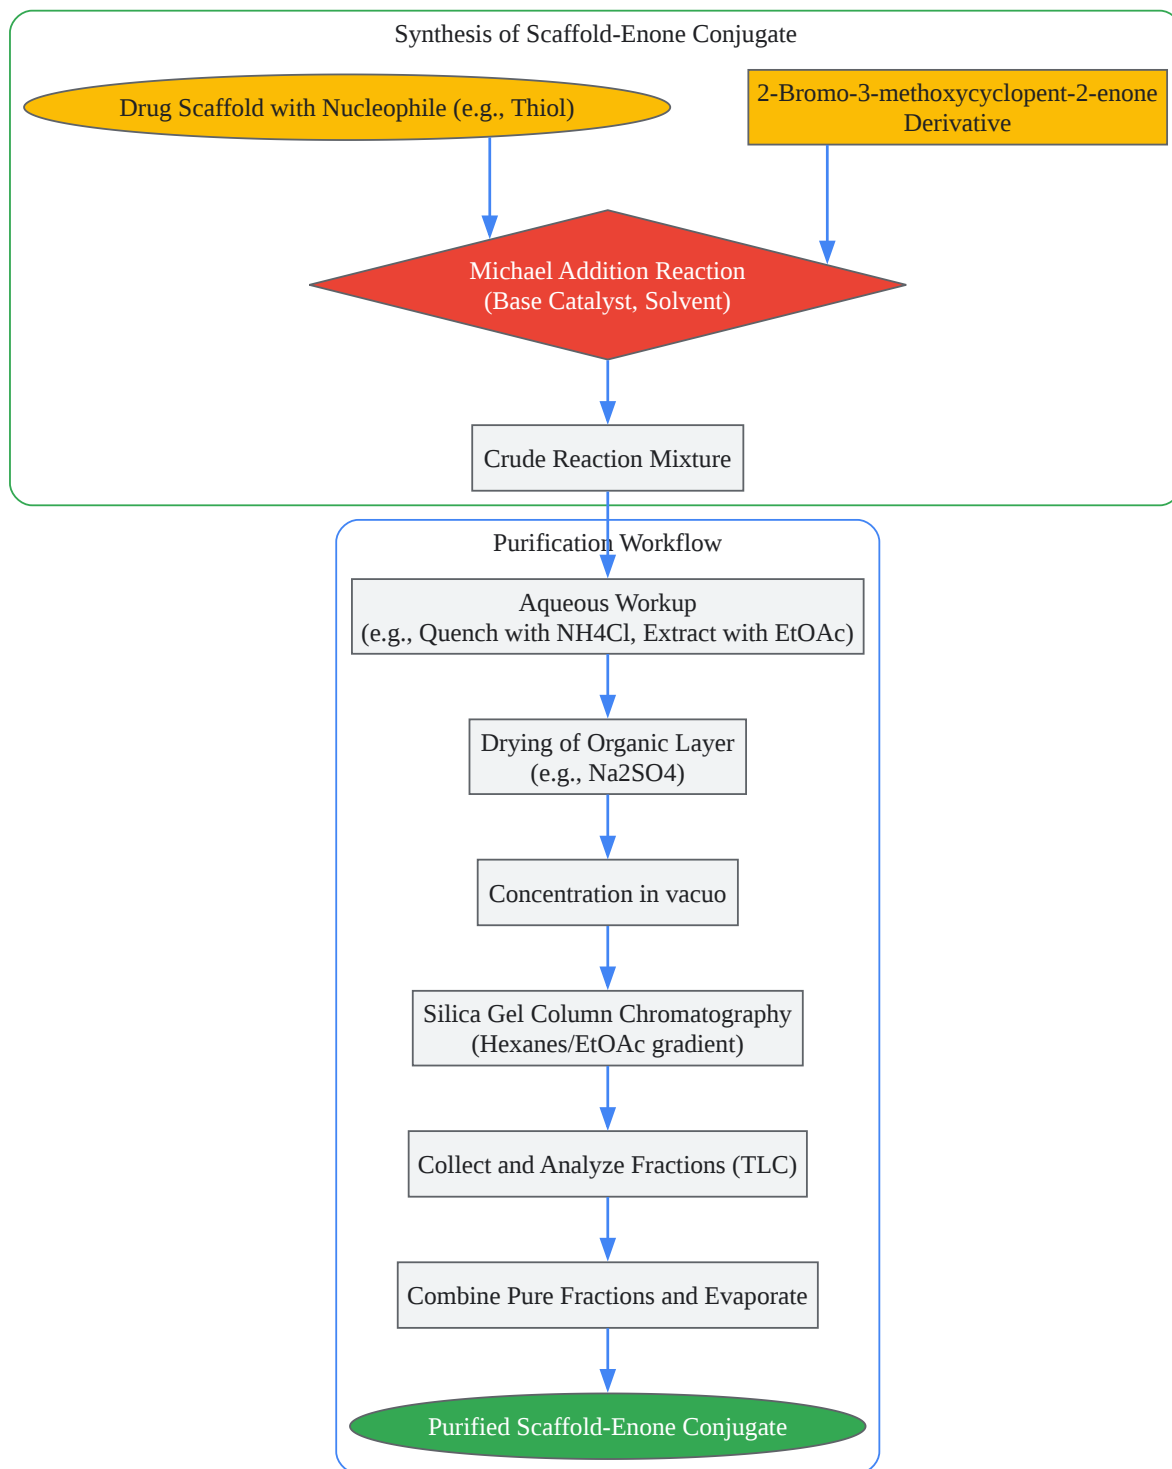 Synthesis of Scaffold-Enone Conjugate
Drug Scaffold with Nucleophile (e.g., Thiol)
2-Bromo-3-methoxycyclopent-2-enone
Derivative
Michael Addition Reaction
(Base Catalyst, Solvent)
Crude Reaction Mixture
Purification Workflow
Aqueous Workup
(e.g., Quench with NH4Cl, Extract with EtOAc)
Drying of Organic Layer
(e.g., Na2SO4)
Concentration in vacuo
Silica Gel Column Chromatography
(Hexanes/EtOAc gradient)
Collect and Analyze Fractions (TLC)
Combine Pure Fractions and Evaporate
Purified Scaffold-Enone Conjugate